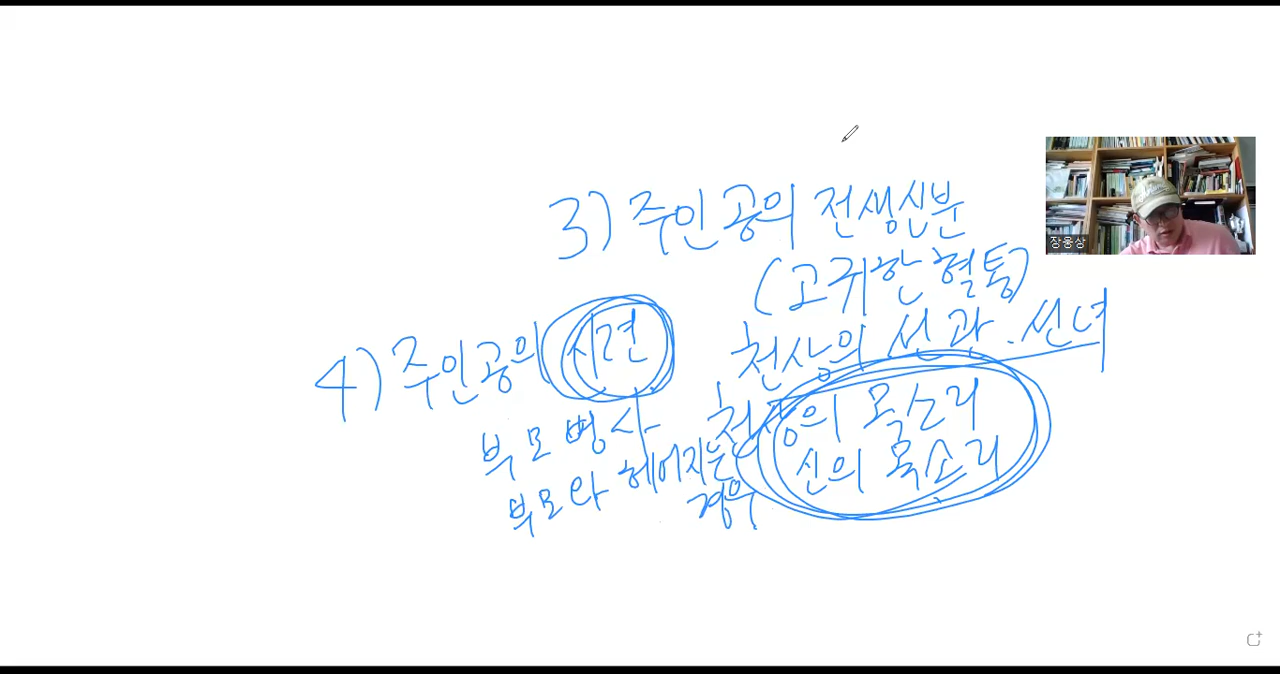 3) 주인공의 전생신분
(고귀한 혈통)
천상의 선관.선녀
천상의 목소리
신의 목소리
4) 주인공의 시련
부모 병사
부모와 헤어지는
경우
장웅상